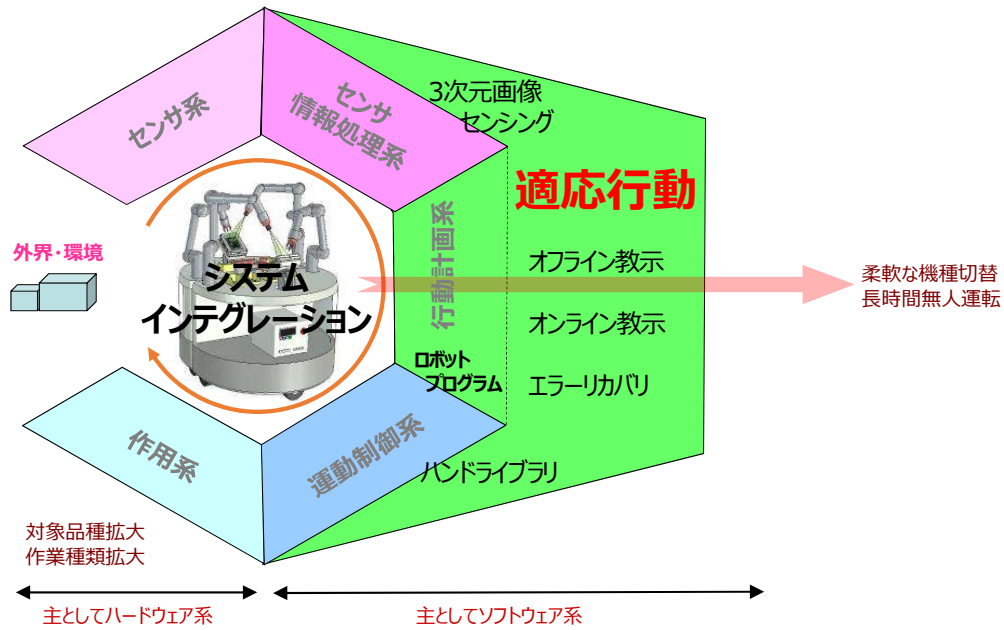 センサ系
センサ
情報処理系
3次元画像
センシング
適応行動
外界・環境
システム
インテグレーション
行動計画系
オフライン教示
オンライン教示
エラーリカバリ
柔軟な機種切替
長時間無人運転
ロボット
プログラム
作用系
運動制御系
ハンドライブラリ
対象品種拡大
作業種類拡大
主としてハードウェア系
主としてソフトウェア系